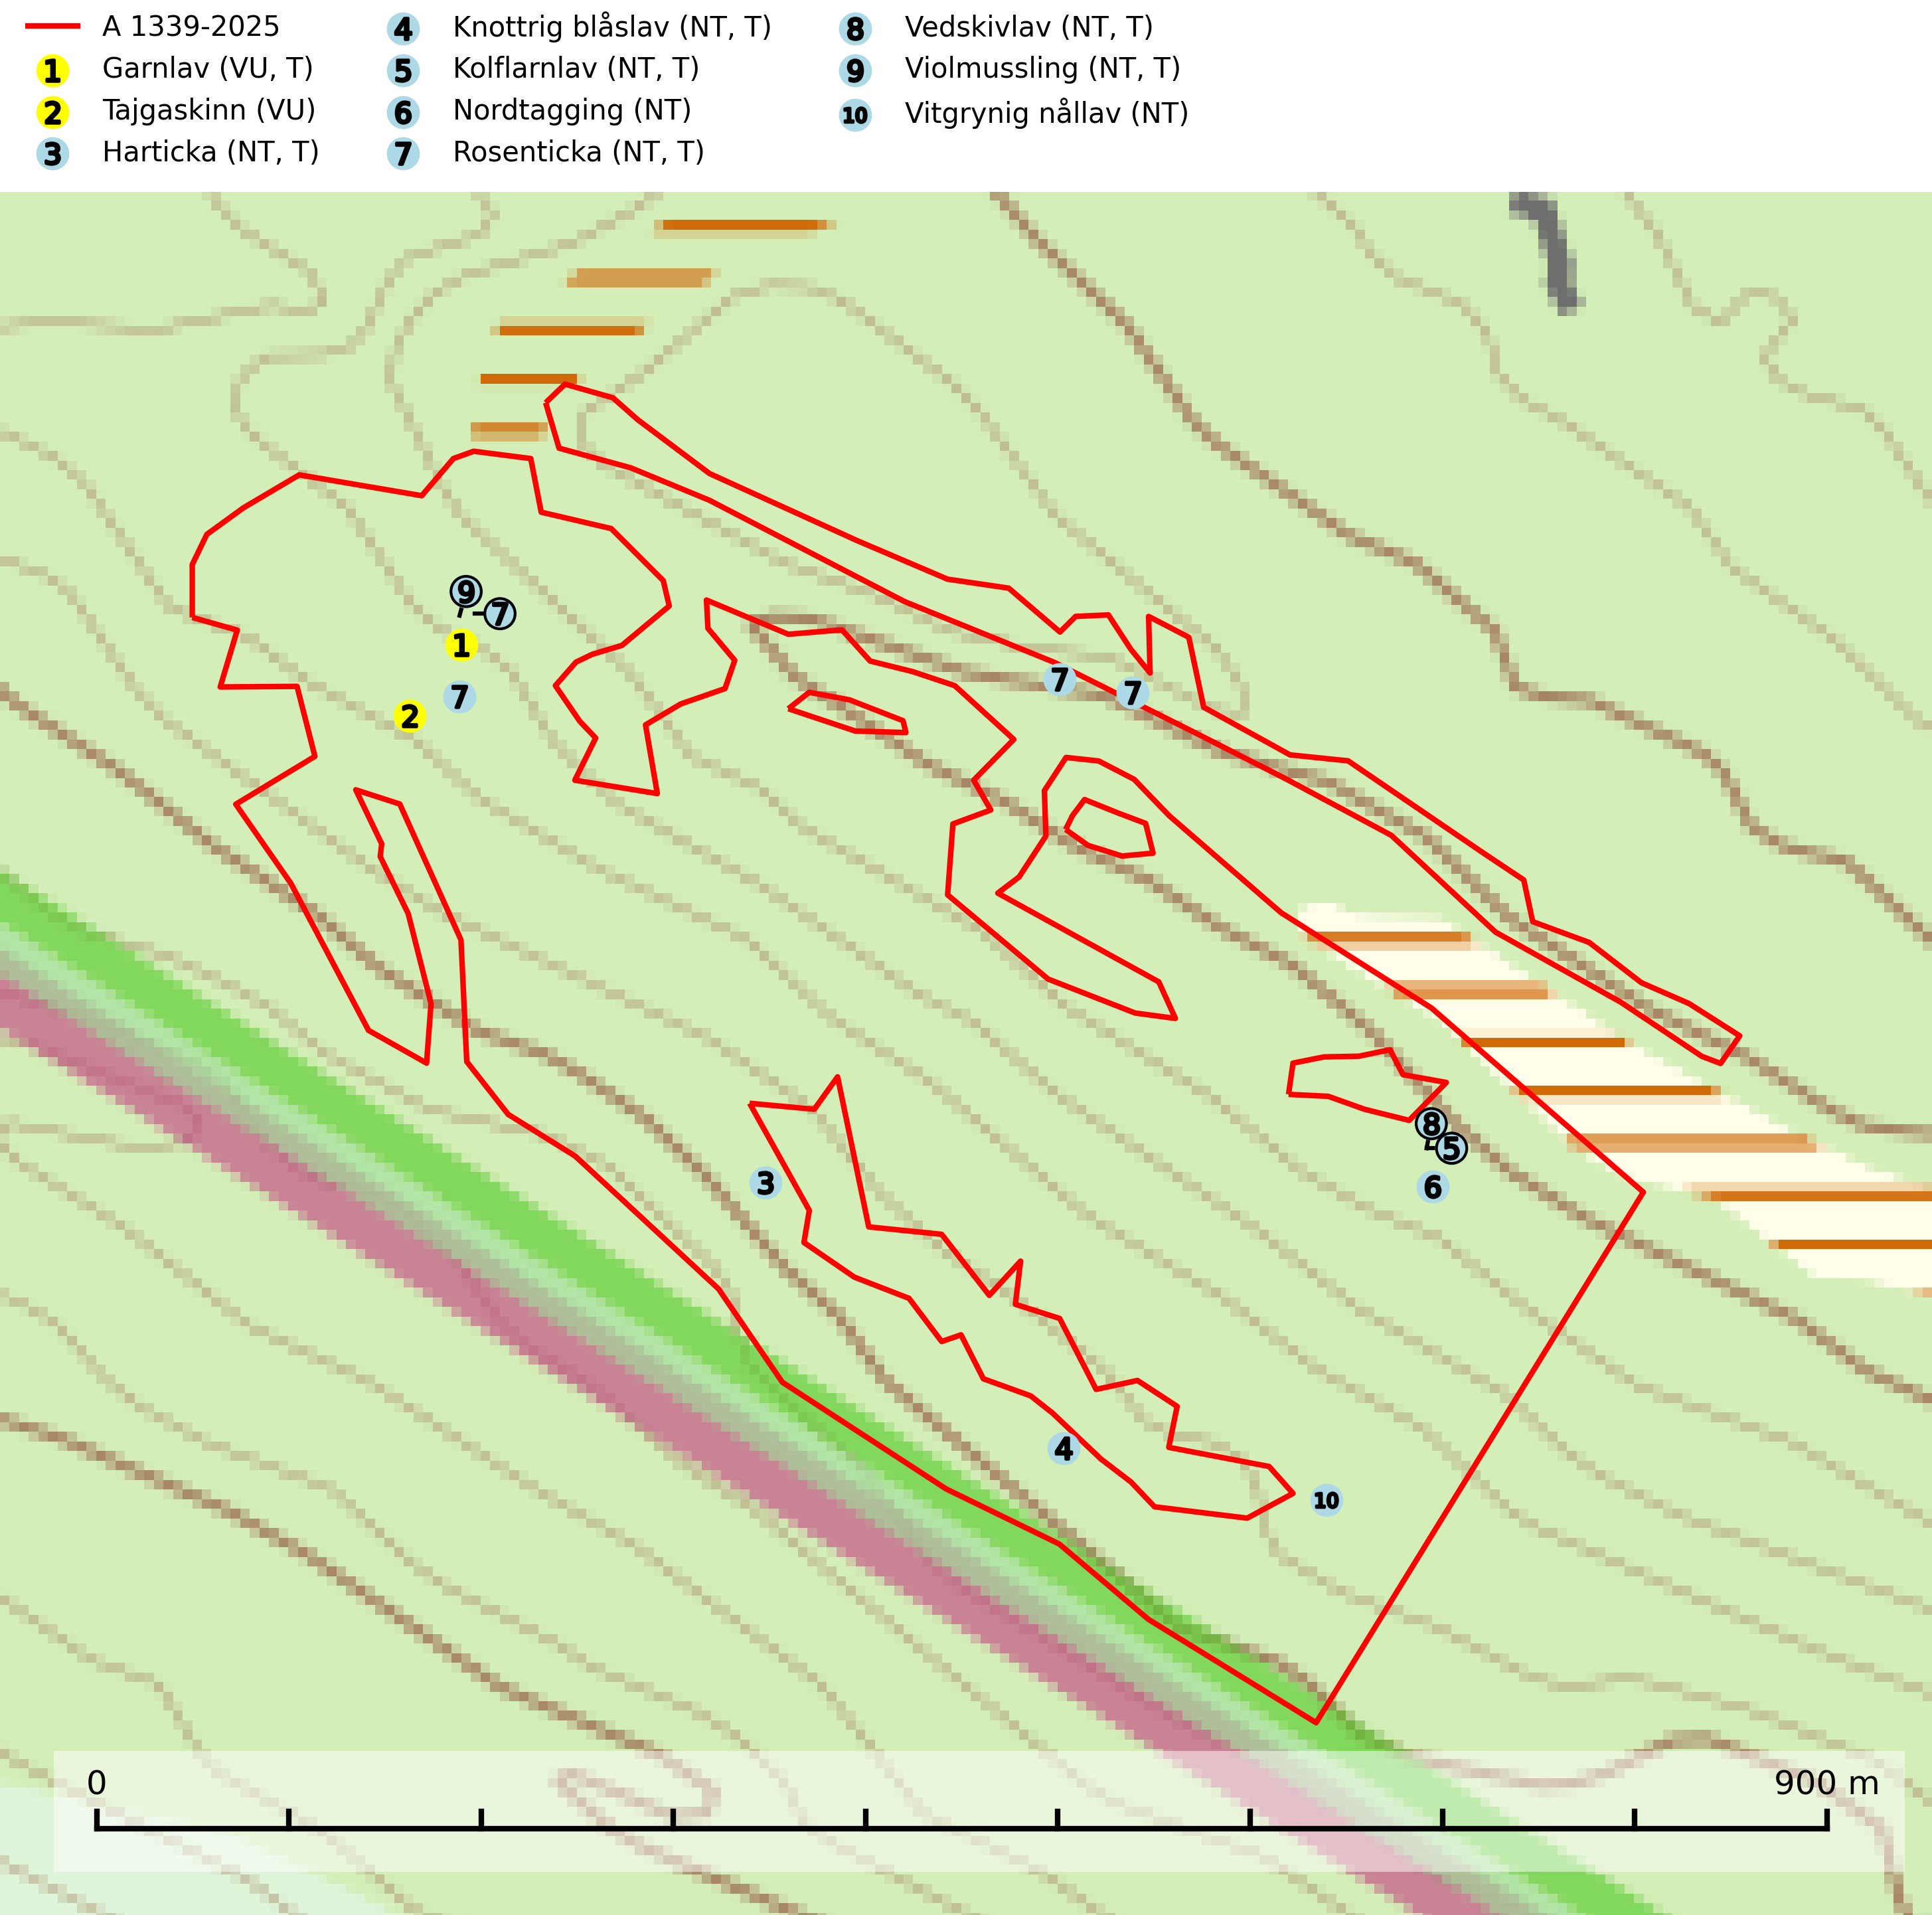 A 1339-2025
1 Garnlav (VU, T)
2 Tajgaskinn (VU)
3 Harticka (NT, T)
4 Knottrig blåslav (NT, T)
5 Kolflarnlav (NT, T)
6 Nordtagging (NT)
7 Rosenticka (NT, T)
8 Vedskivlav (NT, T)
9 Violmussling (NT, T)
10 Vitgrynig nållav (NT)
9
7
1
7
2
7
7
8
5
6
3
4
10
0
900 m